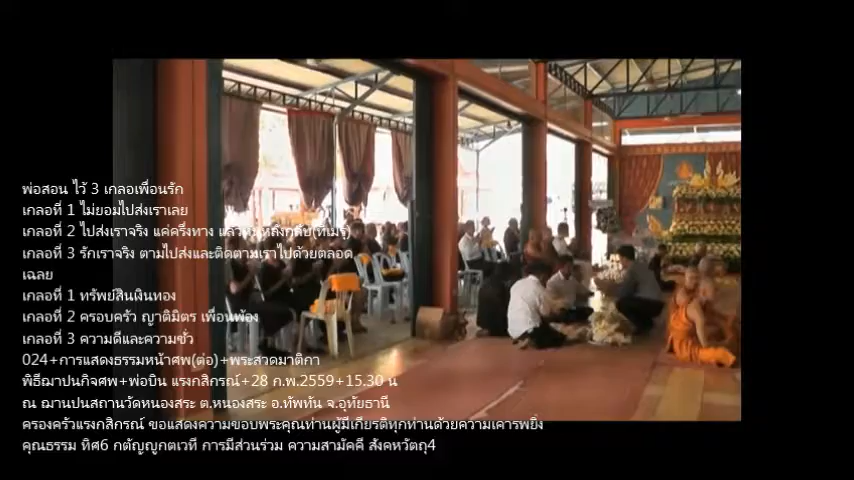 พ่อสอน ไว้ 3 เกลอเพื่อนรัก
เกลอที่ 1 ไม่ยอมไปส่งเราเลย
เกลอที่ 2 ไปส่งเราจริง แค่ครึ่งทาง แล้วหันหลังกลับ(ที่เมรุ)
เกลอที่ 3 รักเราจริง ตามไปส่งและติดตามเราไปด้วยตลอด
เฉลย
เกลอที่ 1 ทรัพย์สินเงินทอง
เกลอที่ 2 ครอบครัว ญาติมิตร เพื่อนพ้อง
เกลอที่ 3 ความดีและความชั่ว
024+การแสดงธรรมหน้าศพ(ต่อ)+พระสวดมาติกา
พิธีฌาปนกิจศพ+พ่อบิน แรงกสิกรณ์+28 ก.พ.2559+15.30 น
ณ ฌานปนสถานวัดหนองสระ ต.หนองสระ อ.ทัพทัน จ.อุทัยธานี
ครองครัวแรงกสิกรณ์ ขอแสดงความขอบพระคุณท่านผู้มีเกียรติทุกท่านด้วยความเคารพยิ่ง
คุณธรรม ทิศ6 กตัญญูกตเวที การมีส่วนร่วม ความสามัคคี สังคหวัตถุ4